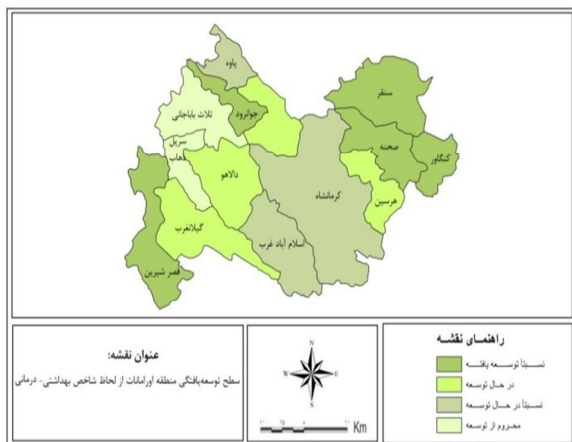 پاوه
سنقر
ثلاث باباجانی
جوانرود
صحنه
کنگاور
سرپل
ذهاب
دالاهو
کرمانشاه
هرسین
گیلانغرب
اسلام آباد غرب
قصر شیرین
عنوان نقشه:
سطح توسعه‌یافتگی منطقه اورامانات از لحاظ شاخص بهداشتی- درمانی
N
W
E
S
Km
راهنمای نقشه
نسبتاً توسعه یافته
در حال توسعه
نسبتاً در حال توسعه
محروم از توسعه